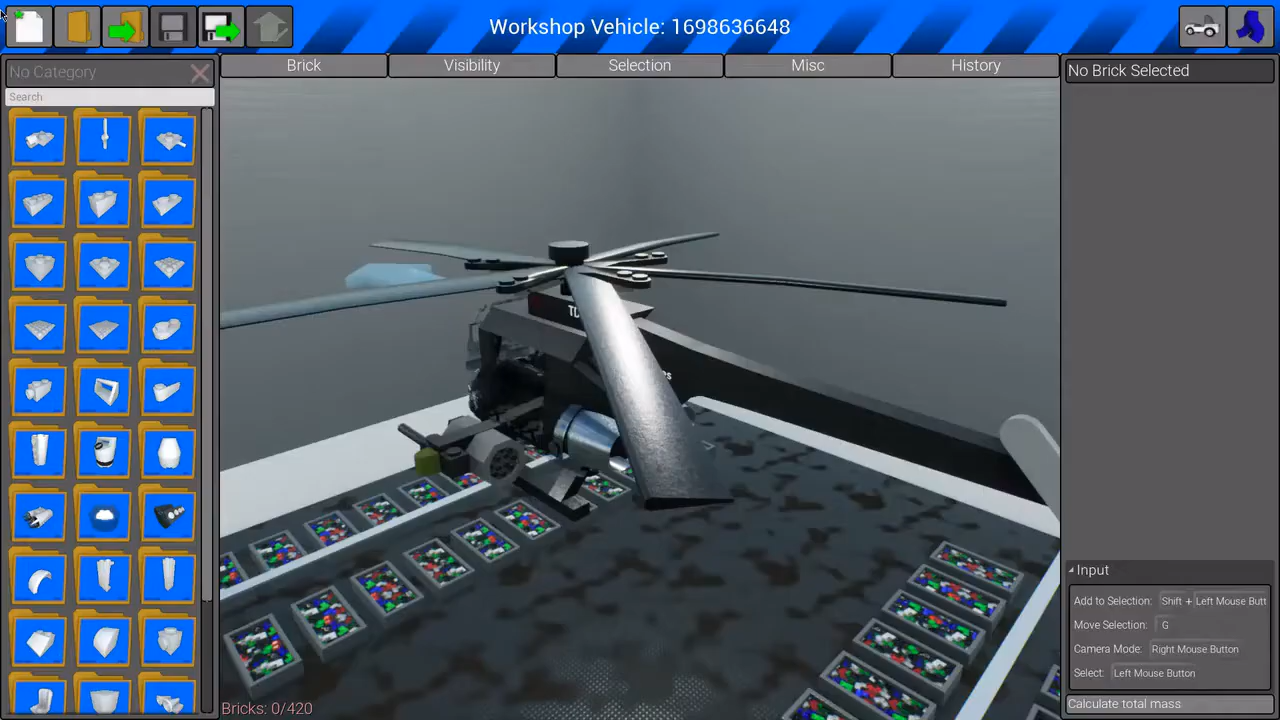 Workshop Vehicle: 1698636648
No Category
Search
Brick
Visibility
Selection
Misc
History
No Brick Selected
Input
Add to Selection: Shift + Left Mouse Butt
Move Selection: G
Camera Mode: Right Mouse Button
Select: Left Mouse Button
Calculate total mass
Bricks: 0/420